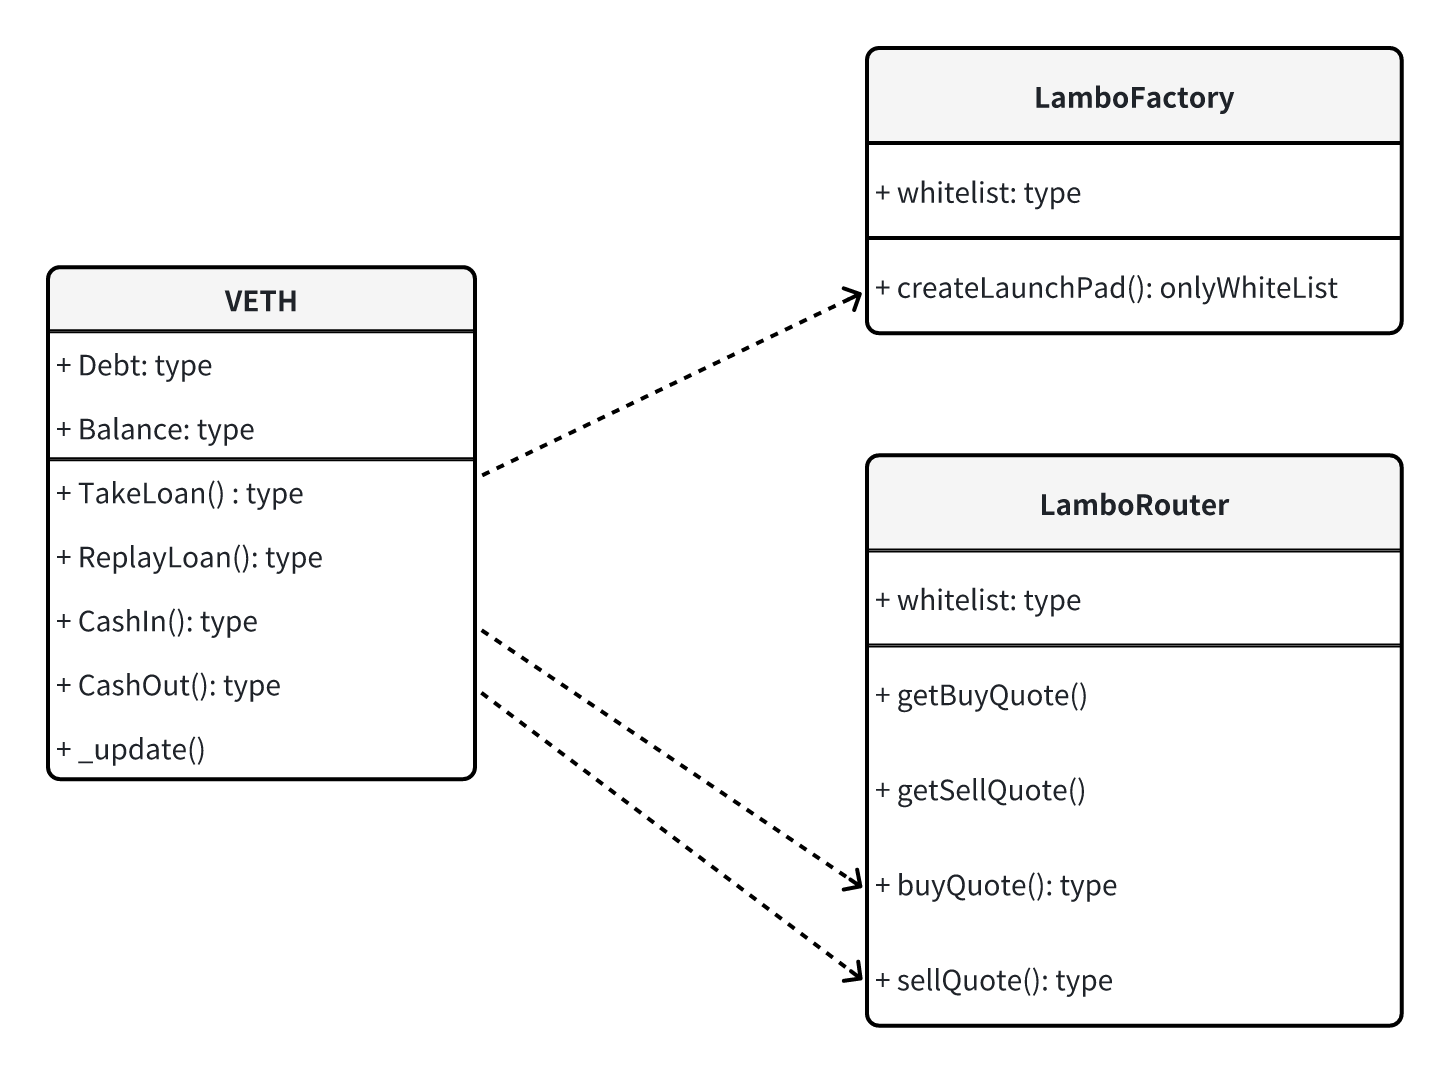 VETH
+ Debt: type
+ Balance: type
+ TakeLoan() : type
+ ReplayLoan(): type
+ CashIn(): type
+ CashOut(): type
+ _update()
LamboFactory
+ whitelist: type
+ createLaunchPad(): onlyWhiteList
LamboRouter
+ whitelist: type
+ getBuyQuote()
+ getSellQuote()
+ buyQuote(): type
+ sellQuote(): type